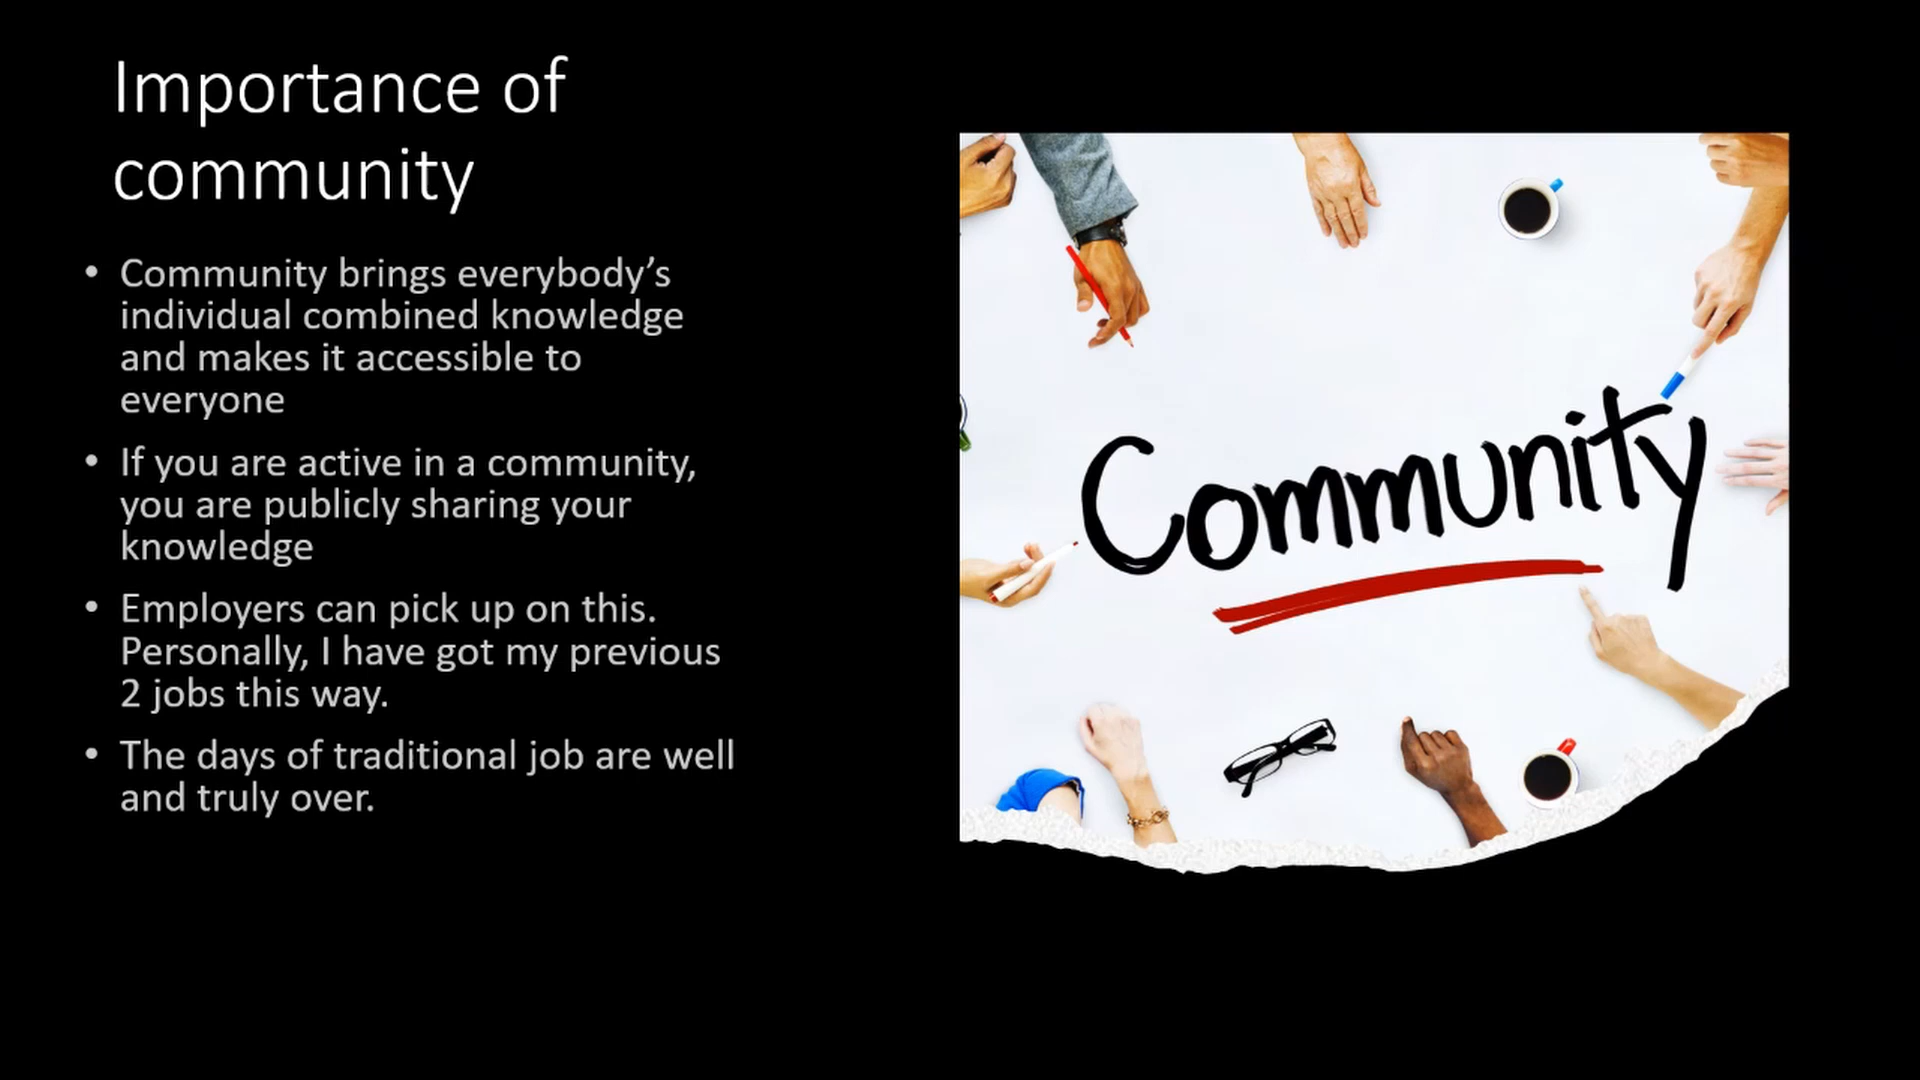 Importance of
community
• Community brings everybody’s
individual combined knowledge
and makes it accessible to
everyone
• If you are active in a community,
you are publicly sharing your
knowledge
• Employers can pick up on this.
Personally, I have got my previous
2 jobs this way.
• The days of traditional job are well
and truly over.
Community